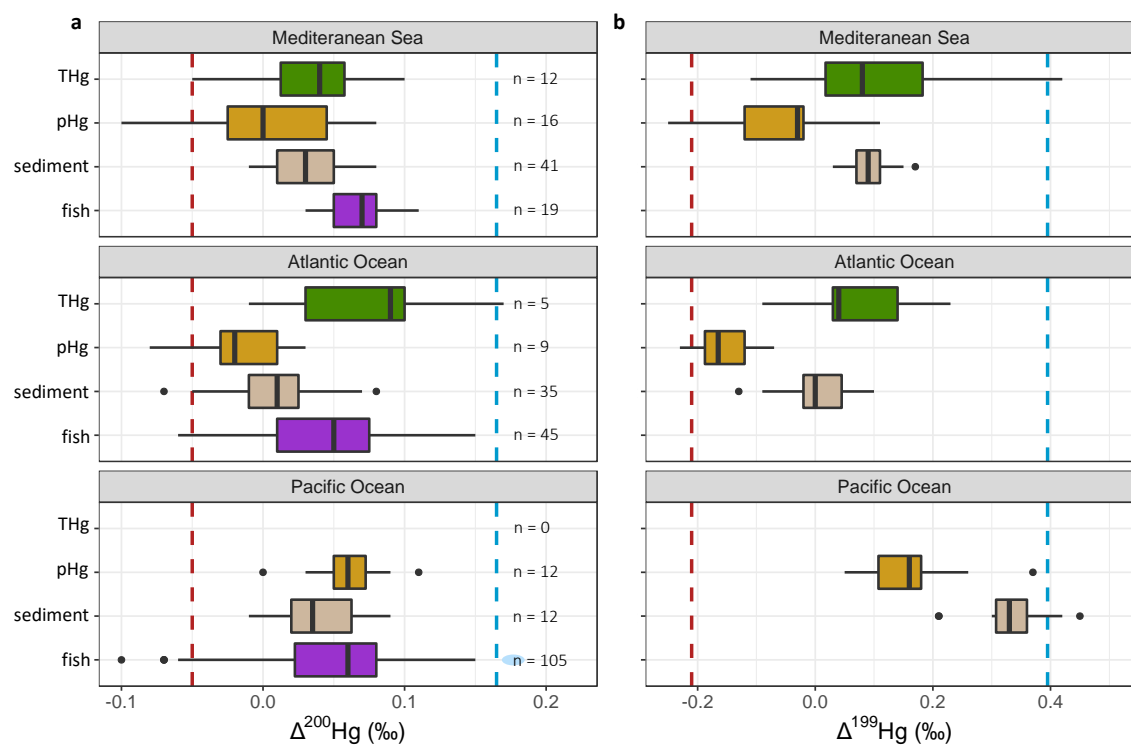 a
b
Mediteranean Sea
Mediteranean Sea
THg
n = 12
pHg
n = 16
sediment
n = 41
fish
n = 19
Atlantic Ocean
Atlantic Ocean
THg
n = 5
pHg
n = 9
sediment
n = 35
fish
n = 45
Pacific Ocean
Pacific Ocean
THg
n = 0
pHg
n = 12
sediment
n = 12
fish
n = 105
-0.1 0.0 0.1 0.2
-0.2 0.0 0.2 0.4
Δ²⁰⁰Hg (‰)
Δ¹⁹⁹Hg (‰)